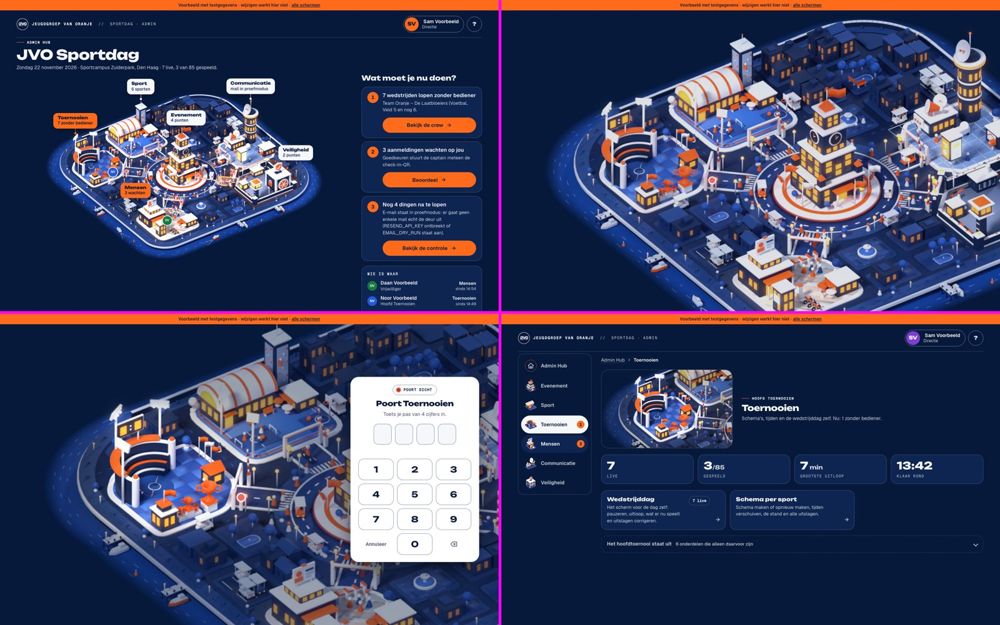 Voorbeeld met testgegevens · wijzigen werkt hier niet · alle schermen
JVO JEUGDGROEP VAN ORANJE // SPORTDAG · ADMIN
SV Sam Voorbeeld
Directie
?
ADMIN HUB
JVO Sportdag
Zondag 22 november 2026 · Sportcampus Zuiderpark, Den Haag · 7 live, 3 van 85 gespeeld.
Sport
6 sporten
Communicatie
mail in proefmodus
Toernooien
7 zonder bediener
Evenement
4 punten
Veiligheid
2 punten
Mensen
3 wachten
Wat moet je nu doen?
1
7 wedstrijden lopen zonder bediener
Team Oranje – De Laatbloeiers (Voetbal, Veld 1) en nog 6.
Bekijk de crew →
2
3 aanmeldingen wachten op jou
Goedkeuren stuurt de captain meteen de check-in-QR.
Beoordeel →
3
Nog 4 dingen na te lopen
E-mail staat in proefmodus: er gaat geen enkele mail echt de deur uit (RESEND_API_KEY ontbreekt of EMAIL_DRY_RUN staat aan).
Bekijk de controle →
WIE IS WAAR
Daan Voorbeeld
Vrijwilliger
Mensen
sinds 14:54
Noor Voorbeeld
Hoofd Toernooien
Toernooien
sinds 14:49
Voorbeeld met testgegevens · wijzigen werkt hier niet · alle schermen
Voorbeeld met testgegevens · wijzigen werkt hier niet · alle schermen
POORT DICHT
Poort Toernooien
Toets je pas van 4 cijfers in.
1 2 3
4 5 6
7 8 9
Annuleer 0
Voorbeeld met testgegevens · wijzigen werkt hier niet · alle schermen
JVO JEUGDGROEP VAN ORANJE // SPORTDAG · ADMIN
SV Sam Voorbeeld
Directie
?
Admin Hub
Evenement
Sport
Toernooien
Mensen 3
Communicatie
Veiligheid
Admin Hub › Toernooien
HOOFD TOERNOOIEN
Toernooien
Schema's, tijden en de wedstrijddag zelf. Nu: 1 zonder bediener.
7
LIVE
3/85
GESPEELD
7 min
GROOTSTE UITLOOP
13:42
KLAAR ROND
Wedstrijddag
7 live
Het scherm voor de dag zelf: pauzeren, uitloop, wat er nu speelt en uitslagen corrigeren.
→
Schema per sport
Schema maken of opnieuw maken, tijden verschuiven, de stand en alle uitslagen.
→
Het hoofdtoernooi staat uit 6 onderdelen die alleen daarvoor zijn